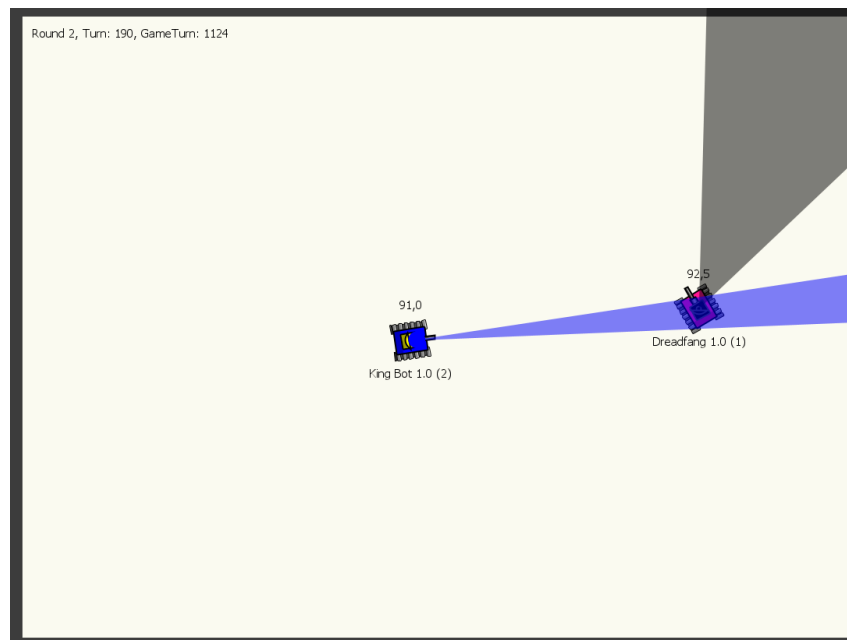 Round 2, Turn: 190, GameTurn: 1124
92,5
91,0
Dreadfang 1.0 (1)
King Bot 1.0 (2)